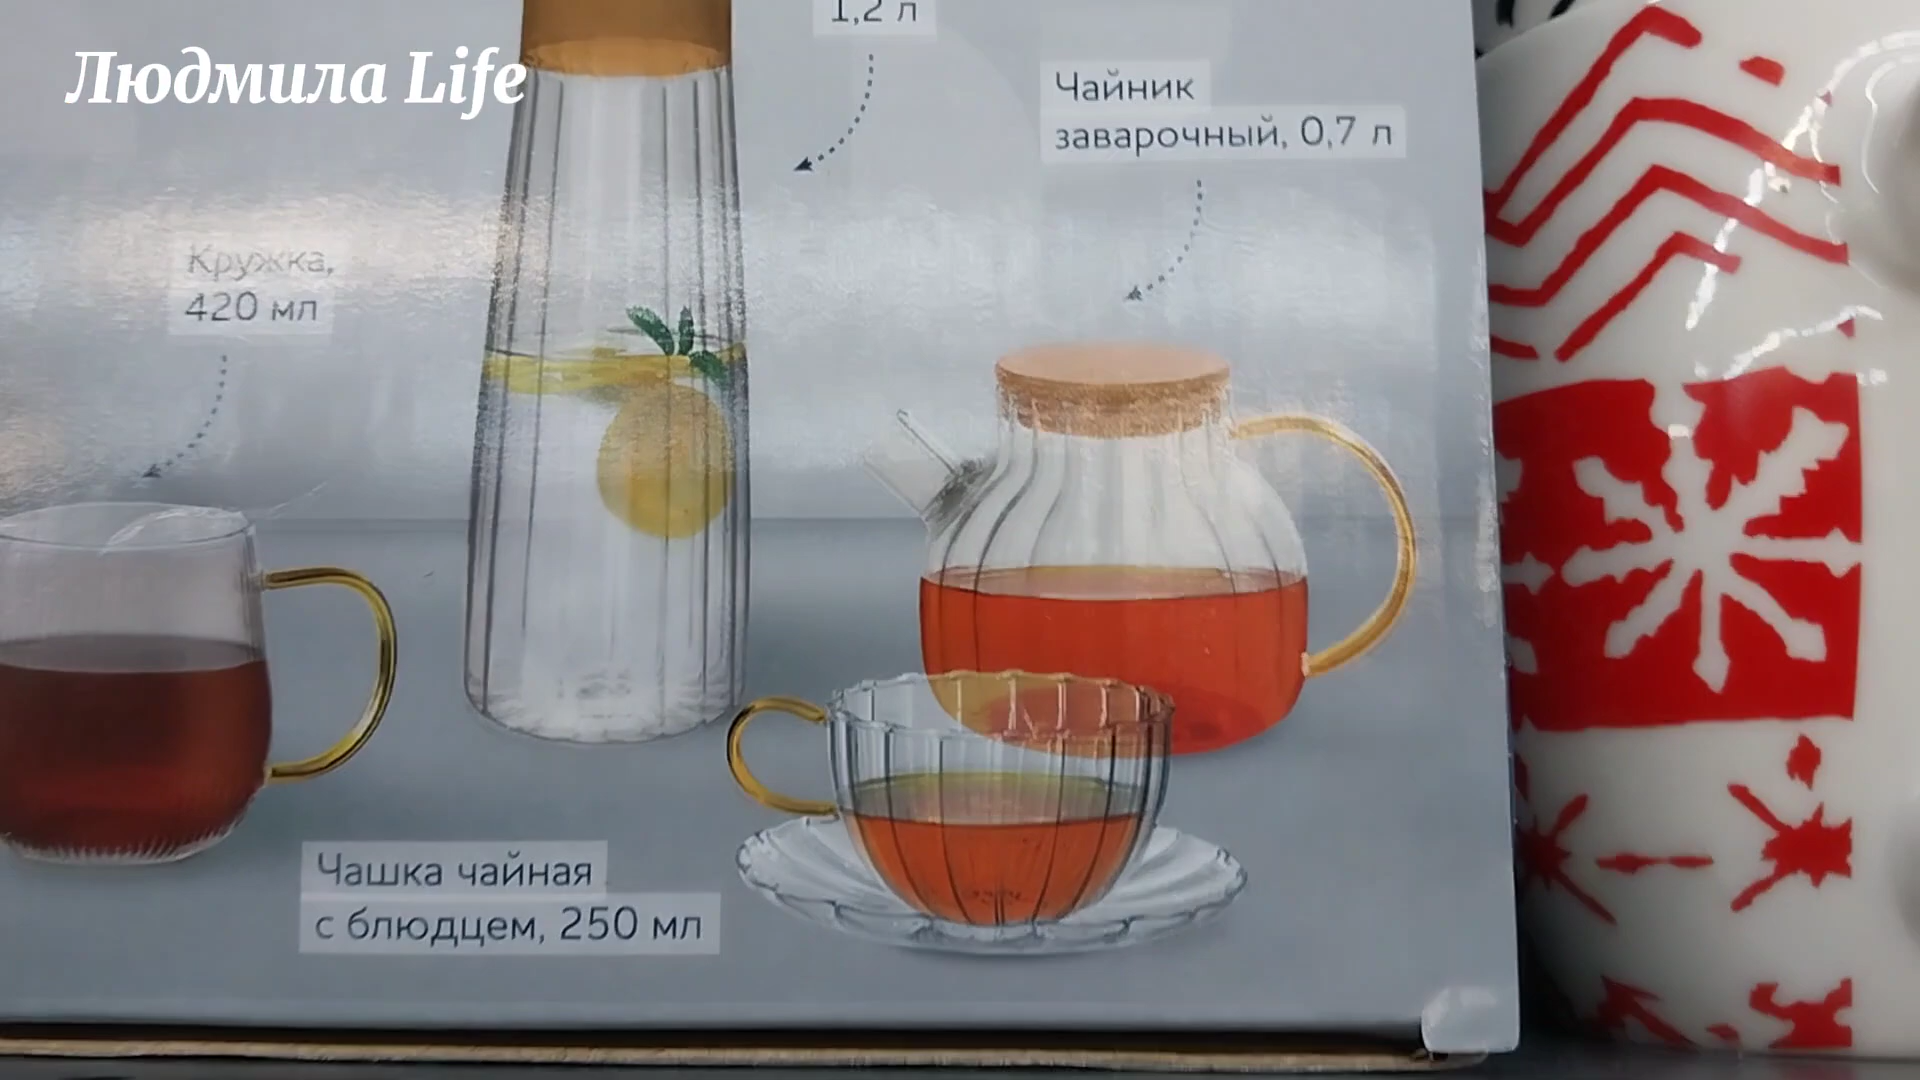 Людмила Life
1,2 л
Чайник
заварочный, 0,7 л
Кружка,
420 мл
Чашка чайная
с блюдцем, 250 мл